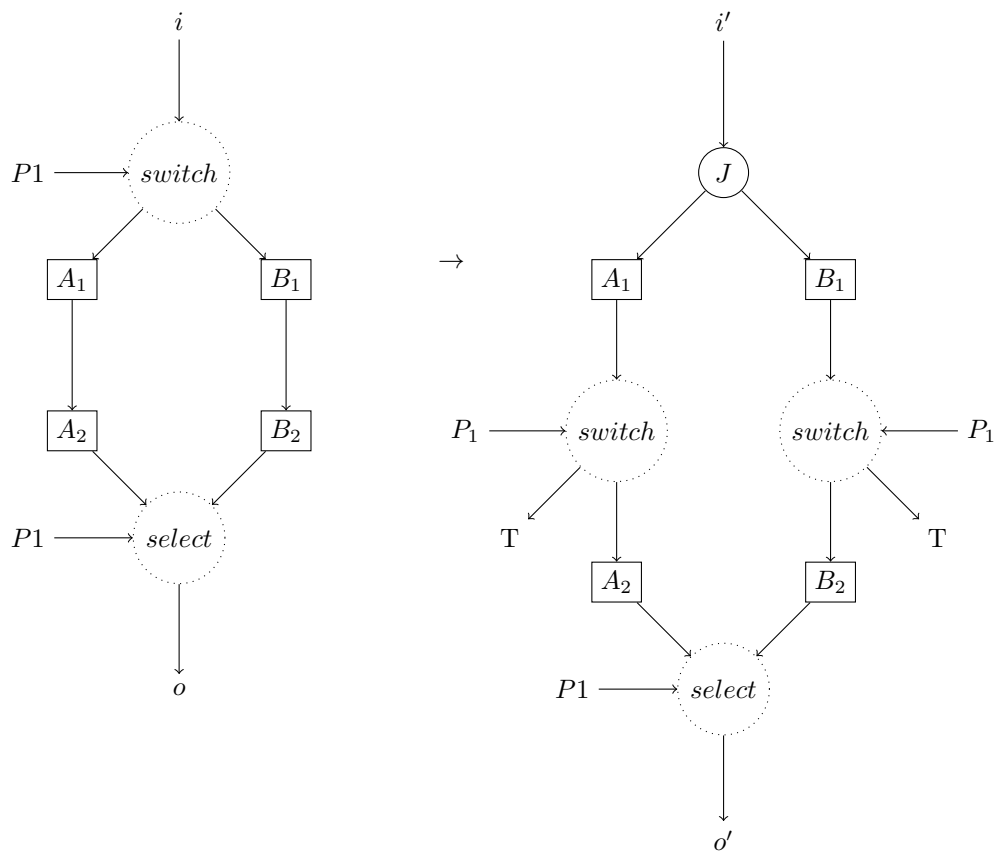 i
i′
P1
switch
J
A₁
B₁
→
A₁
B₁
A₂
B₂
P₁
switch
switch
P₁
P1
select
T
T
A₂
B₂
o
P1
select
o′